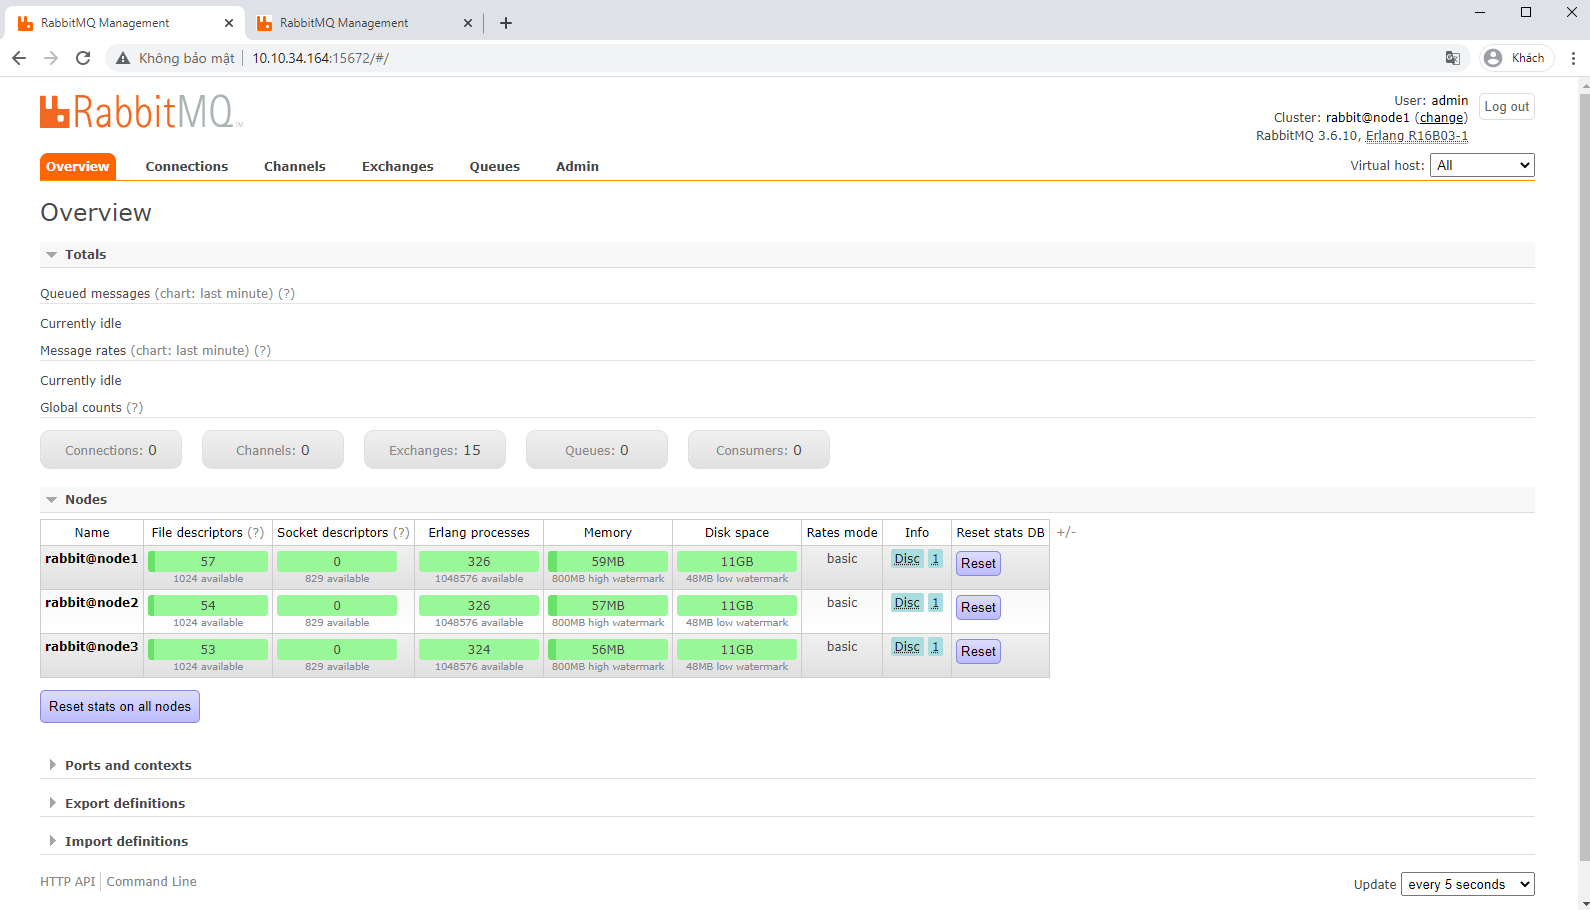 RabbitMQ Management
RabbitMQ Management
Không bảo mật 10.10.34.164:15672/#/ Khách
RabbitMQ TM
User: admin
Cluster: rabbit@node1 (change)
RabbitMQ 3.6.10, Erlang R16B03-1
Log out
Overview Connections Channels Exchanges Queues Admin
Virtual host: All
Overview
Totals
Queued messages (chart: last minute) (?)
Currently idle
Message rates (chart: last minute) (?)
Currently idle
Global counts (?)
Connections: 0 Channels: 0 Exchanges: 15 Queues: 0 Consumers: 0
Nodes
Name File descriptors (?) Socket descriptors (?) Erlang processes Memory Disk space Rates mode Info Reset stats DB +/-
rabbit@node1 57 0 326 59MB 11GB basic Disc 1 Reset
1024 available 829 available 1048576 available 800MB high watermark 48MB low watermark
rabbit@node2 54 0 326 57MB 11GB basic Disc 1 Reset
1024 available 829 available 1048576 available 800MB high watermark 48MB low watermark
rabbit@node3 53 0 324 56MB 11GB basic Disc 1 Reset
1024 available 829 available 1048576 available 800MB high watermark 48MB low watermark
Reset stats on all nodes
Ports and contexts
Export definitions
Import definitions
HTTP API Command Line
Update every 5 seconds